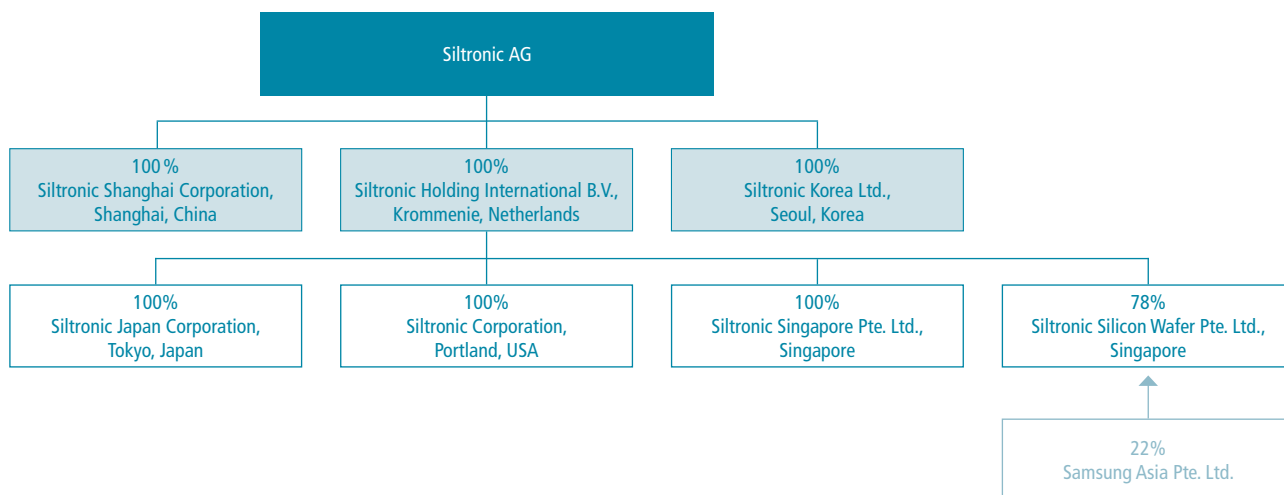 Siltronic AG
100 %
Siltronic Shanghai Corporation,
Shanghai, China
100%
Siltronic Holding International B.V.,
Krommenie, Netherlands
100%
Siltronic Korea Ltd.,
Seoul, Korea
100%
Siltronic Japan Corporation,
Tokyo, Japan
100%
Siltronic Corporation,
Portland, USA
100%
Siltronic Singapore Pte. Ltd.,
Singapore
78%
Siltronic Silicon Wafer Pte. Ltd.,
Singapore
22%
Samsung Asia Pte. Ltd.